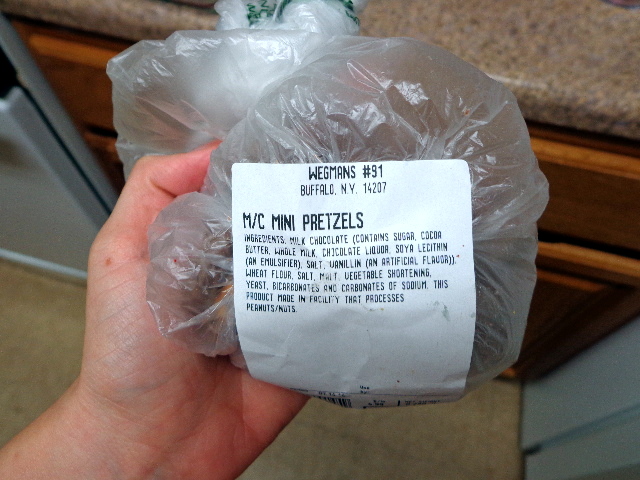 WEGMANS #91
BUFFALO, N.Y. 14207
M/C MINI PRETZELS
INGREDIENTS: MILK CHOCOLATE (CONTAINS SUGAR, COCOA
BUTTER, WHOLE MILK, CHOCOLATE LIQUOR, SOYA LECITHIN
(AN EMULSIFIER), SALT, VANILLIN (AN ARTIFICIAL FLAVOR)),
WHEAT FLOUR, SALT, MALT, VEGETABLE SHORTENING,
YEAST, BICARBONATES AND CARBONATES OF SODIUM. THIS
PRODUCT MADE IN FACILITY THAT PROCESSES
PEANUTS/NUTS.